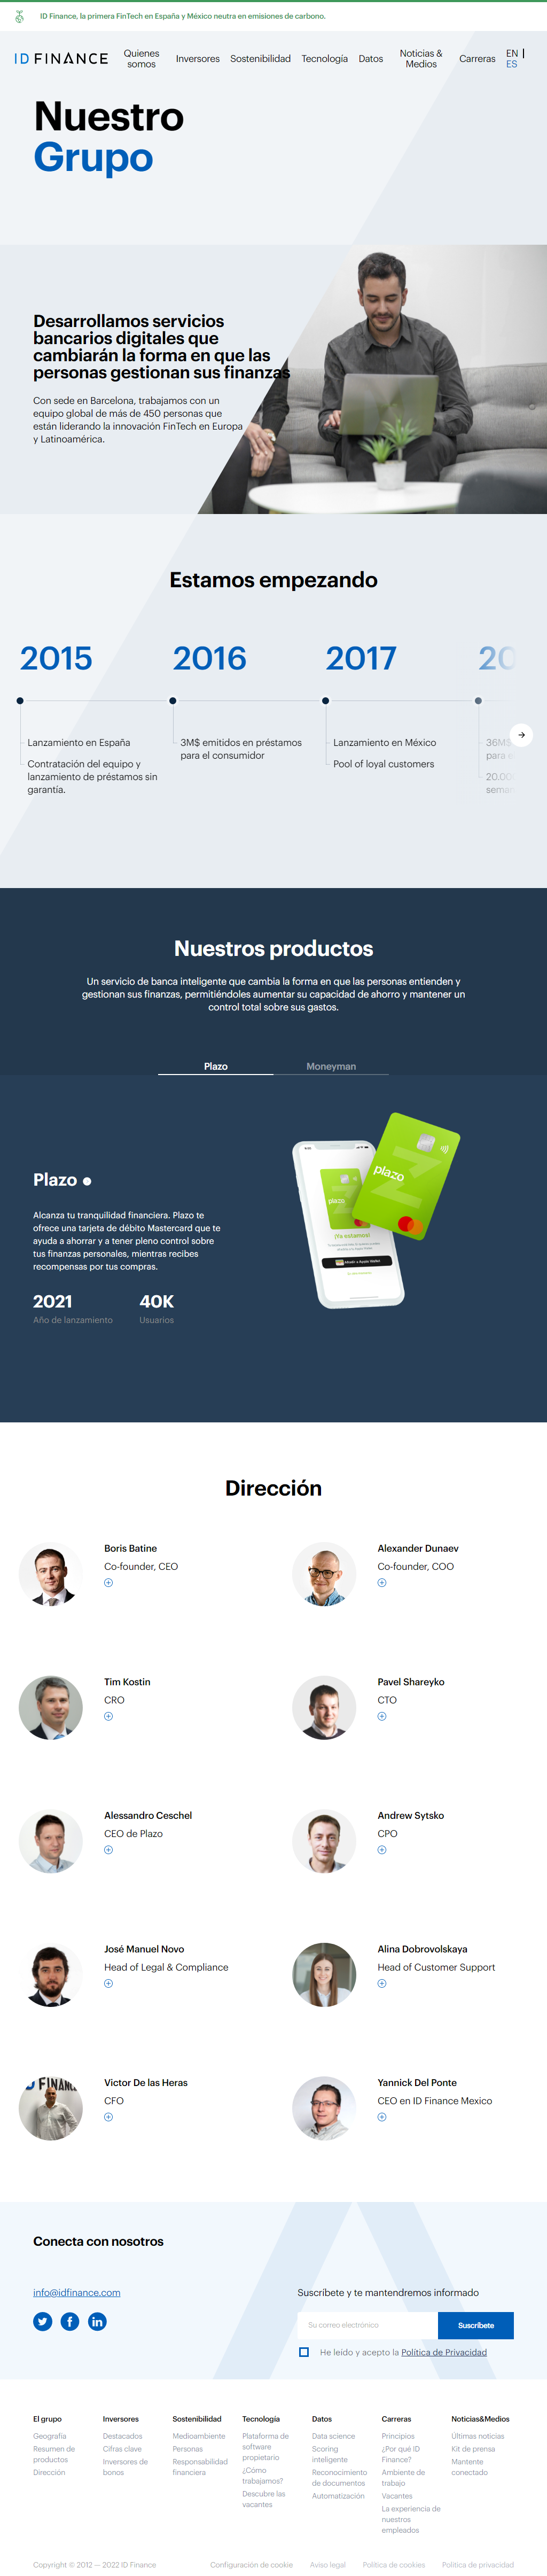 ID Finance, la primera FinTech en España y México neutra en emisiones de carbono.
ID FINANCE
Quienes somos
Inversores
Sostenibilidad
Tecnología
Datos
Noticias & Medios
Carreras
EN
ES
Nuestro
Grupo
Desarrollamos servicios
bancarios digitales que
cambiarán la forma en que las
personas gestionan sus finanzas
Con sede en Barcelona, trabajamos con un
equipo global de más de 450 personas que
están liderando la innovación FinTech en Europa
y Latinoamérica.
Estamos empezando
2015
Lanzamiento en España
Contratación del equipo y
lanzamiento de préstamos sin
garantía.
2016
3M$ emitidos en préstamos
para el consumidor
2017
Lanzamiento en México
Pool of loyal customers
Nuestros productos
Un servicio de banca inteligente que cambia la forma en que las personas entienden y
gestionan sus finanzas, permitiéndoles aumentar su capacidad de ahorro y mantener un
control total sobre sus gastos.
Plazo
Moneyman
Plazo
Alcanza tu tranquilidad financiera. Plazo te
ofrece una tarjeta de débito Mastercard que te
ayuda a ahorrar y a tener pleno control sobre
tus finanzas personales, mientras recibes
recompensas por tus compras.
2021
Año de lanzamiento
40K
Usuarios
plazo
plazo
¡Ya estamos!
Dirección
Boris Batine
Co-founder, CEO
Alexander Dunaev
Co-founder, COO
Tim Kostin
CRO
Pavel Shareyko
CTO
Alessandro Ceschel
CEO de Plazo
Andrew Sytsko
CPO
José Manuel Novo
Head of Legal & Compliance
Alina Dobrovolskaya
Head of Customer Support
Victor De las Heras
CFO
Yannick Del Ponte
CEO en ID Finance Mexico
Conecta con nosotros
info@idfinance.com
Suscríbete y te mantendremos informado
Su correo electrónico
Suscríbete
He leído y acepto la Política de Privacidad
El grupo
Geografía
Resumen de
productos
Dirección
Inversores
Destacados
Cifras clave
Inversores de
bonos
Sostenibilidad
Medioambiente
Personas
Responsabilidad
financiera
Tecnología
Plataforma de
software
propietario
¿Cómo
trabajamos?
Descubre las
vacantes
Datos
Data science
Scoring
inteligente
Reconocimiento
de documentos
Automatización
Carreras
Principios
¿Por qué ID
Finance?
Ambiente de
trabajo
Vacantes
La experiencia de
nuestros
empleados
Noticias&Medios
Últimas noticias
Kit de prensa
Mantente
conectado
Copyright © 2012 — 2022 ID Finance
Configuración de cookie
Aviso legal
Política de cookies
Política de privacidad